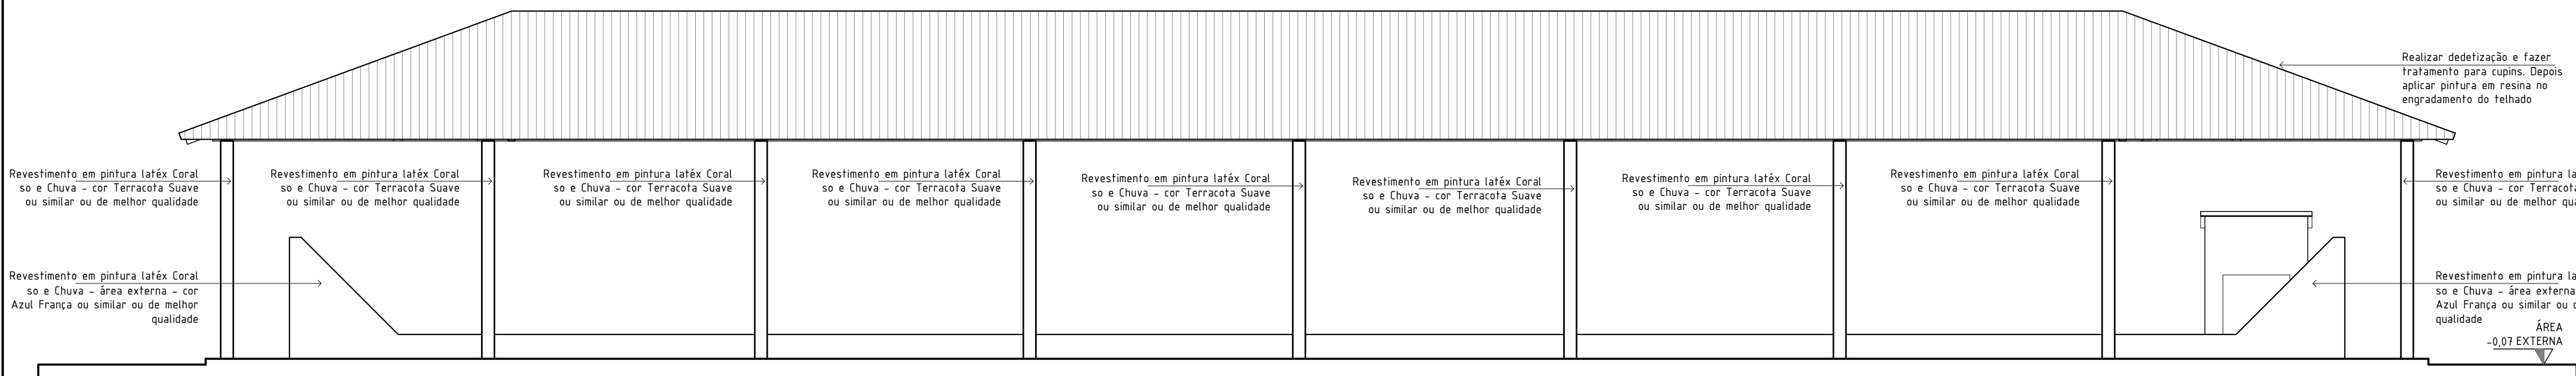 Realizar dedetização e fazer
tratamento para cupins. Depois
aplicar pintura em resina no
engradamento do telhado
Revestimento em pintura latéx Coral
so e Chuva - cor Terracota Suave
ou similar ou de melhor qualidade
Revestimento em pintura latéx Coral
so e Chuva - cor Terracota Suave
ou similar ou de melhor qualidade
Revestimento em pintura latéx Coral
so e Chuva - cor Terracota Suave
ou similar ou de melhor qualidade
Revestimento em pintura latéx Coral
so e Chuva - cor Terracota Suave
ou similar ou de melhor qualidade
Revestimento em pintura latéx Coral
so e Chuva - cor Terracota Suave
ou similar ou de melhor qualidade
Revestimento em pintura latéx Coral
so e Chuva - cor Terracota Suave
ou similar ou de melhor qualidade
Revestimento em pintura latéx Coral
so e Chuva - cor Terracota Suave
ou similar ou de melhor qualidade
Revestimento em pintura latéx Coral
so e Chuva - cor Terracota Suave
ou similar ou de melhor qualidade
Revestimento em pintura
so e Chuva - cor
ou similar ou de melhor
Revestimento em pintura latéx Coral
so e Chuva - área externa - cor
Azul França ou similar ou de melhor
qualidade
Revestimento em pintura
so e Chuva - área externa
Azul França ou similar ou
qualidade
ÁREA
-0,07 EXTERNA